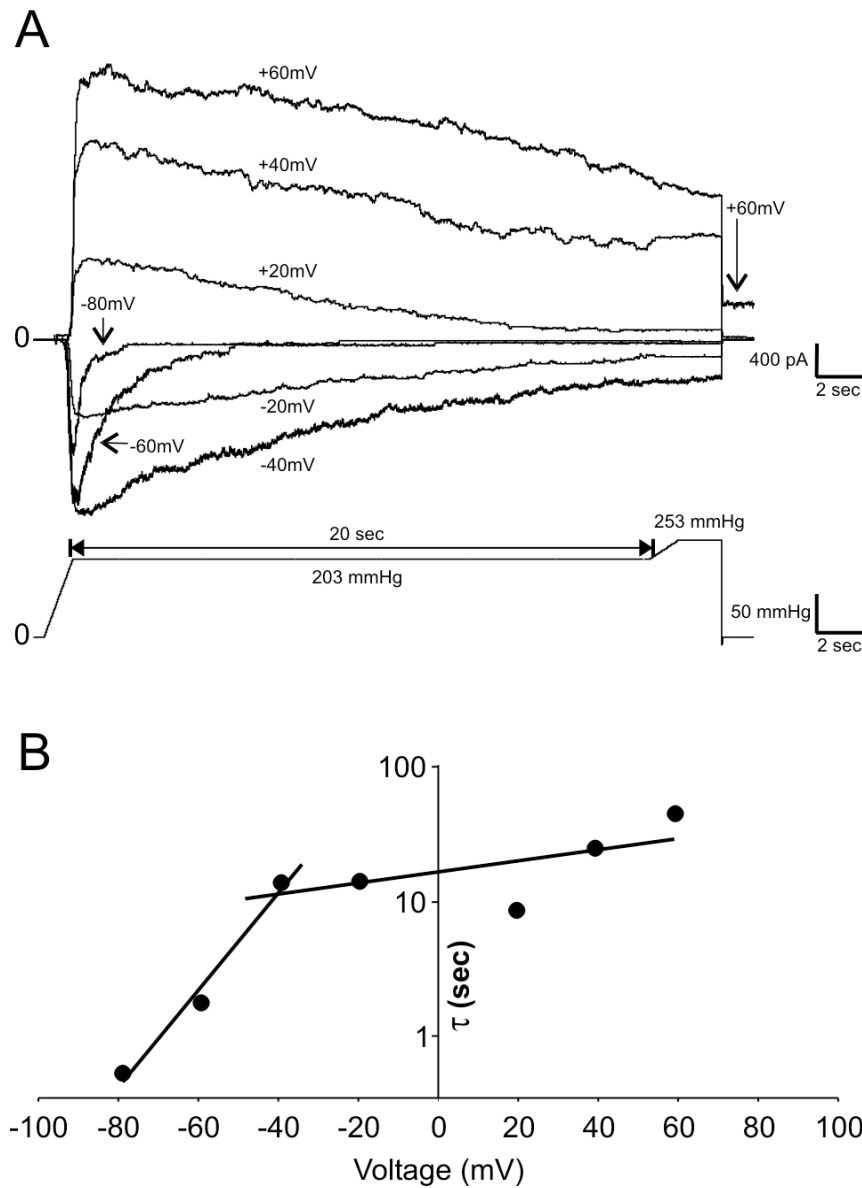 A
+60mV
+40mV
+60mV
+20mV
-80mV
0
400 pA
2 sec
-20mV
-60mV
-40mV
253 mmHg
20 sec
203 mmHg
50 mmHg
0
2 sec
B
100
10
1
τ (sec)
-100 -80 -60 -40 -20 0 20 40 60 80 100
Voltage (mV)